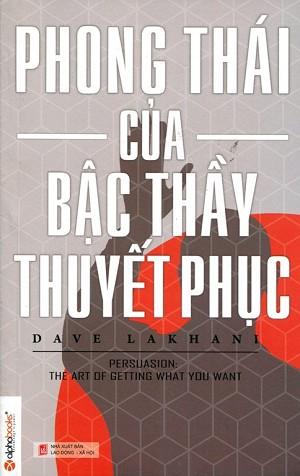 PHONG THÁI
CỦA
BẬC THẦY
THUYẾT PHỤC
DAVE LAKHANI
PERSUASION:
THE ART OF GETTING WHAT YOU WANT
alphabooks
NHÀ XUẤT BẢN
LAO ĐỘNG - XÃ HỘI